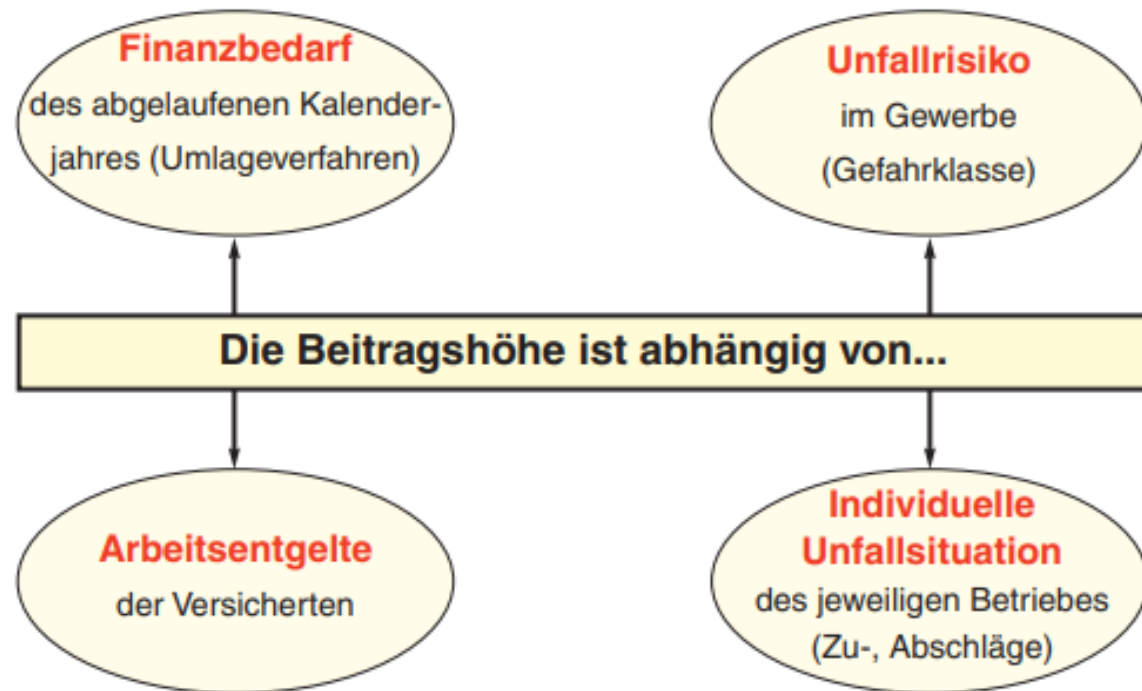 Finanzbedarf
des abgelaufenen Kalender-
jahres (Umlageverfahren)
Unfallrisiko
im Gewerbe
(Gefahrklasse)
Die Beitragshöhe ist abhängig von...
Arbeitsentgelte
der Versicherten
Individuelle
Unfallsituation
des jeweiligen Betriebes
(Zu-, Abschläge)